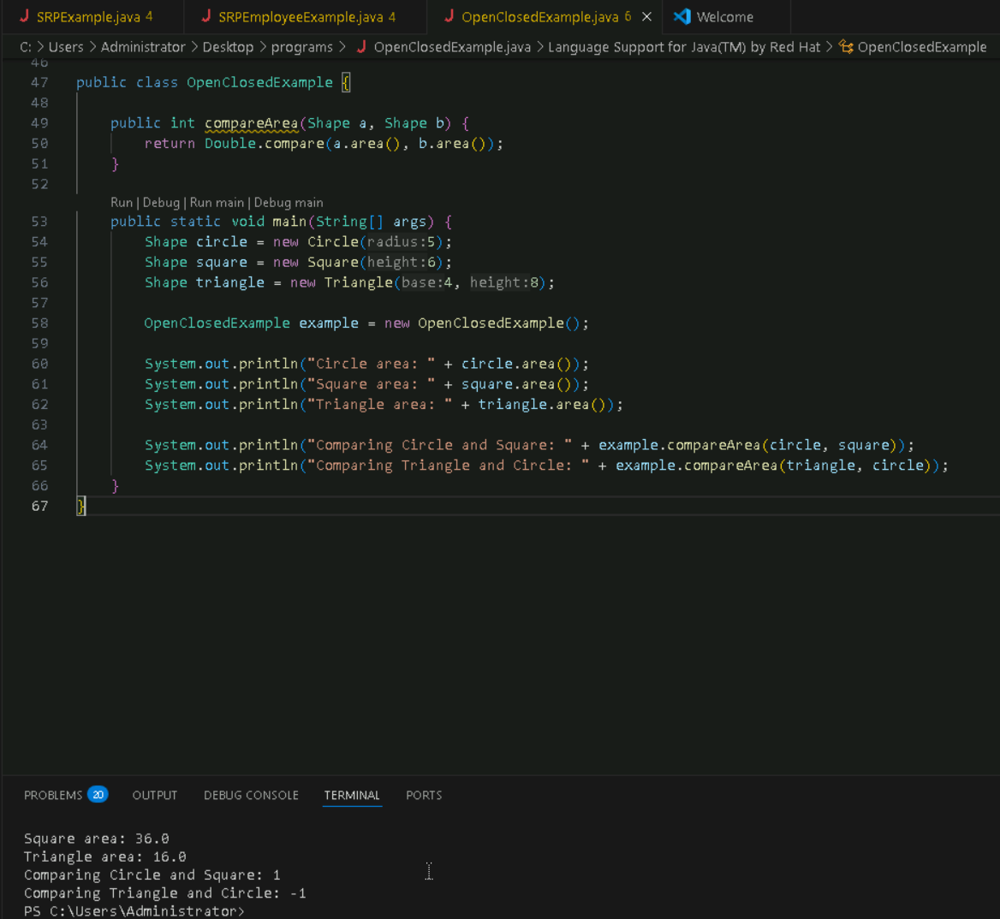 SRPExample.java 4 SRPEmployeeExample.java 4 OpenClosedExample.java 6 Welcome
C: > Users > Administrator > Desktop > programs > OpenClosedExample.java > Language Support for Java(TM) by Red Hat > OpenClosedExample
46
47 public class OpenClosedExample {
48
49 public int compareArea(Shape a, Shape b) {
50 return Double.compare(a.area(), b.area());
51 }
52
Run | Debug | Run main | Debug main
53 public static void main(String[] args) {
54 Shape circle = new Circle(radius:5);
55 Shape square = new Square(height:6);
56 Shape triangle = new Triangle(base:4, height:8);
57
58 OpenClosedExample example = new OpenClosedExample();
59
60 System.out.println("Circle area: " + circle.area());
61 System.out.println("Square area: " + square.area());
62 System.out.println("Triangle area: " + triangle.area());
63
64 System.out.println("Comparing Circle and Square: " + example.compareArea(circle, square));
65 System.out.println("Comparing Triangle and Circle: " + example.compareArea(triangle, circle));
66 }
67 }
PROBLEMS 20 OUTPUT DEBUG CONSOLE TERMINAL PORTS
Square area: 36.0
Triangle area: 16.0
Comparing Circle and Square: 1
Comparing Triangle and Circle: -1
PS C:\Users\Administrator>